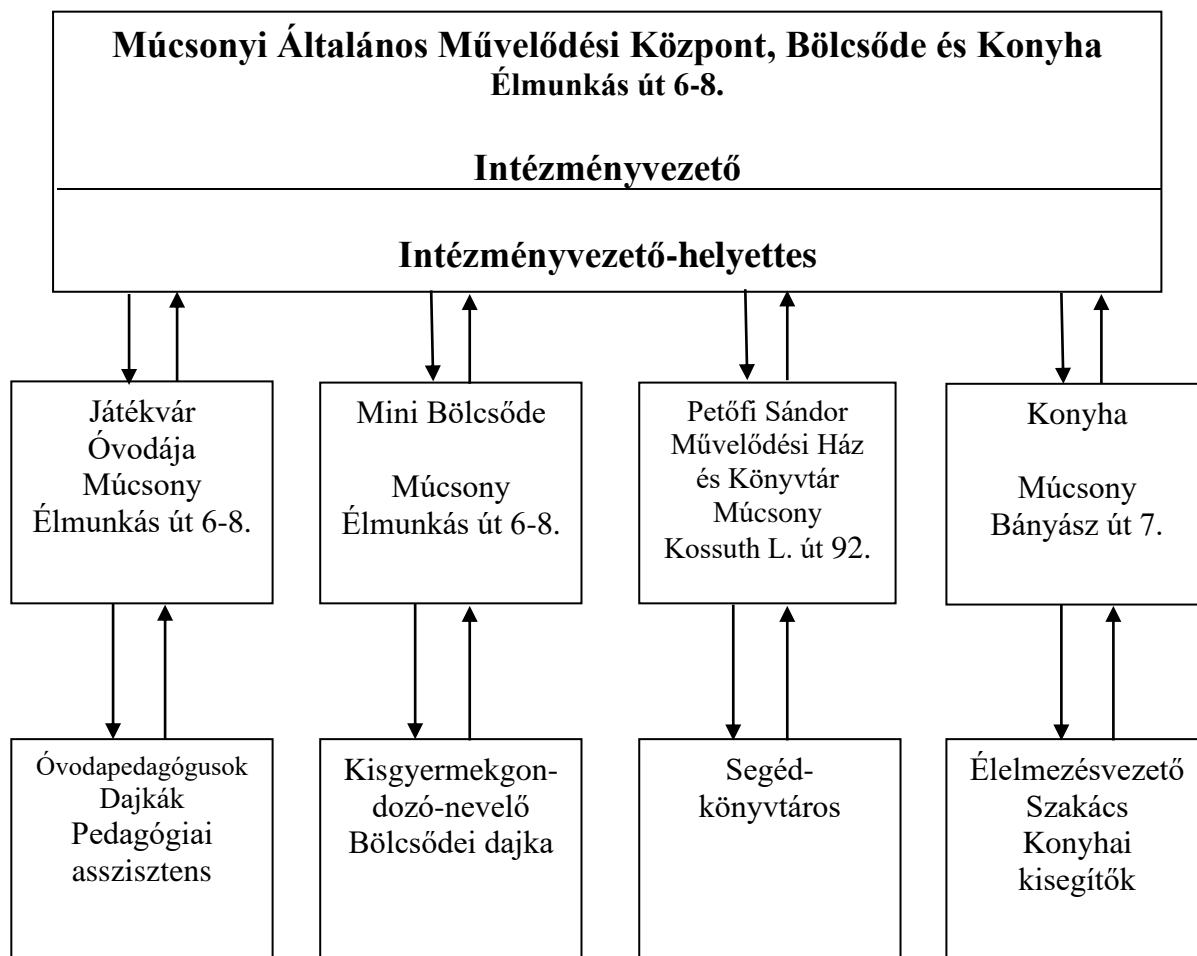 Múcsonyi Általános Művelődési Központ, Bölcsőde és Konyha
Élmunkás út 6-8.
Intézményvezető
Intézményvezető-helyettes
Játékvár
Óvodája
Múcsony
Élmunkás út 6-8.
Mini Bölcsőde
Múcsony
Élmunkás út 6-8.
Petőfi Sándor
Művelődési Ház
és Könyvtár
Múcsony
Kossuth L. út 92.
Konyha
Múcsony
Bányász út 7.
Óvodapedagógusok
Dajkák
Pedagógiai
asszisztens
Kisgyermekgon-
dozó-nevelő
Bölcsődei dajka
Segéd-
könyvtáros
Élelmezésvezető
Szakács
Konyhai
kisegítők